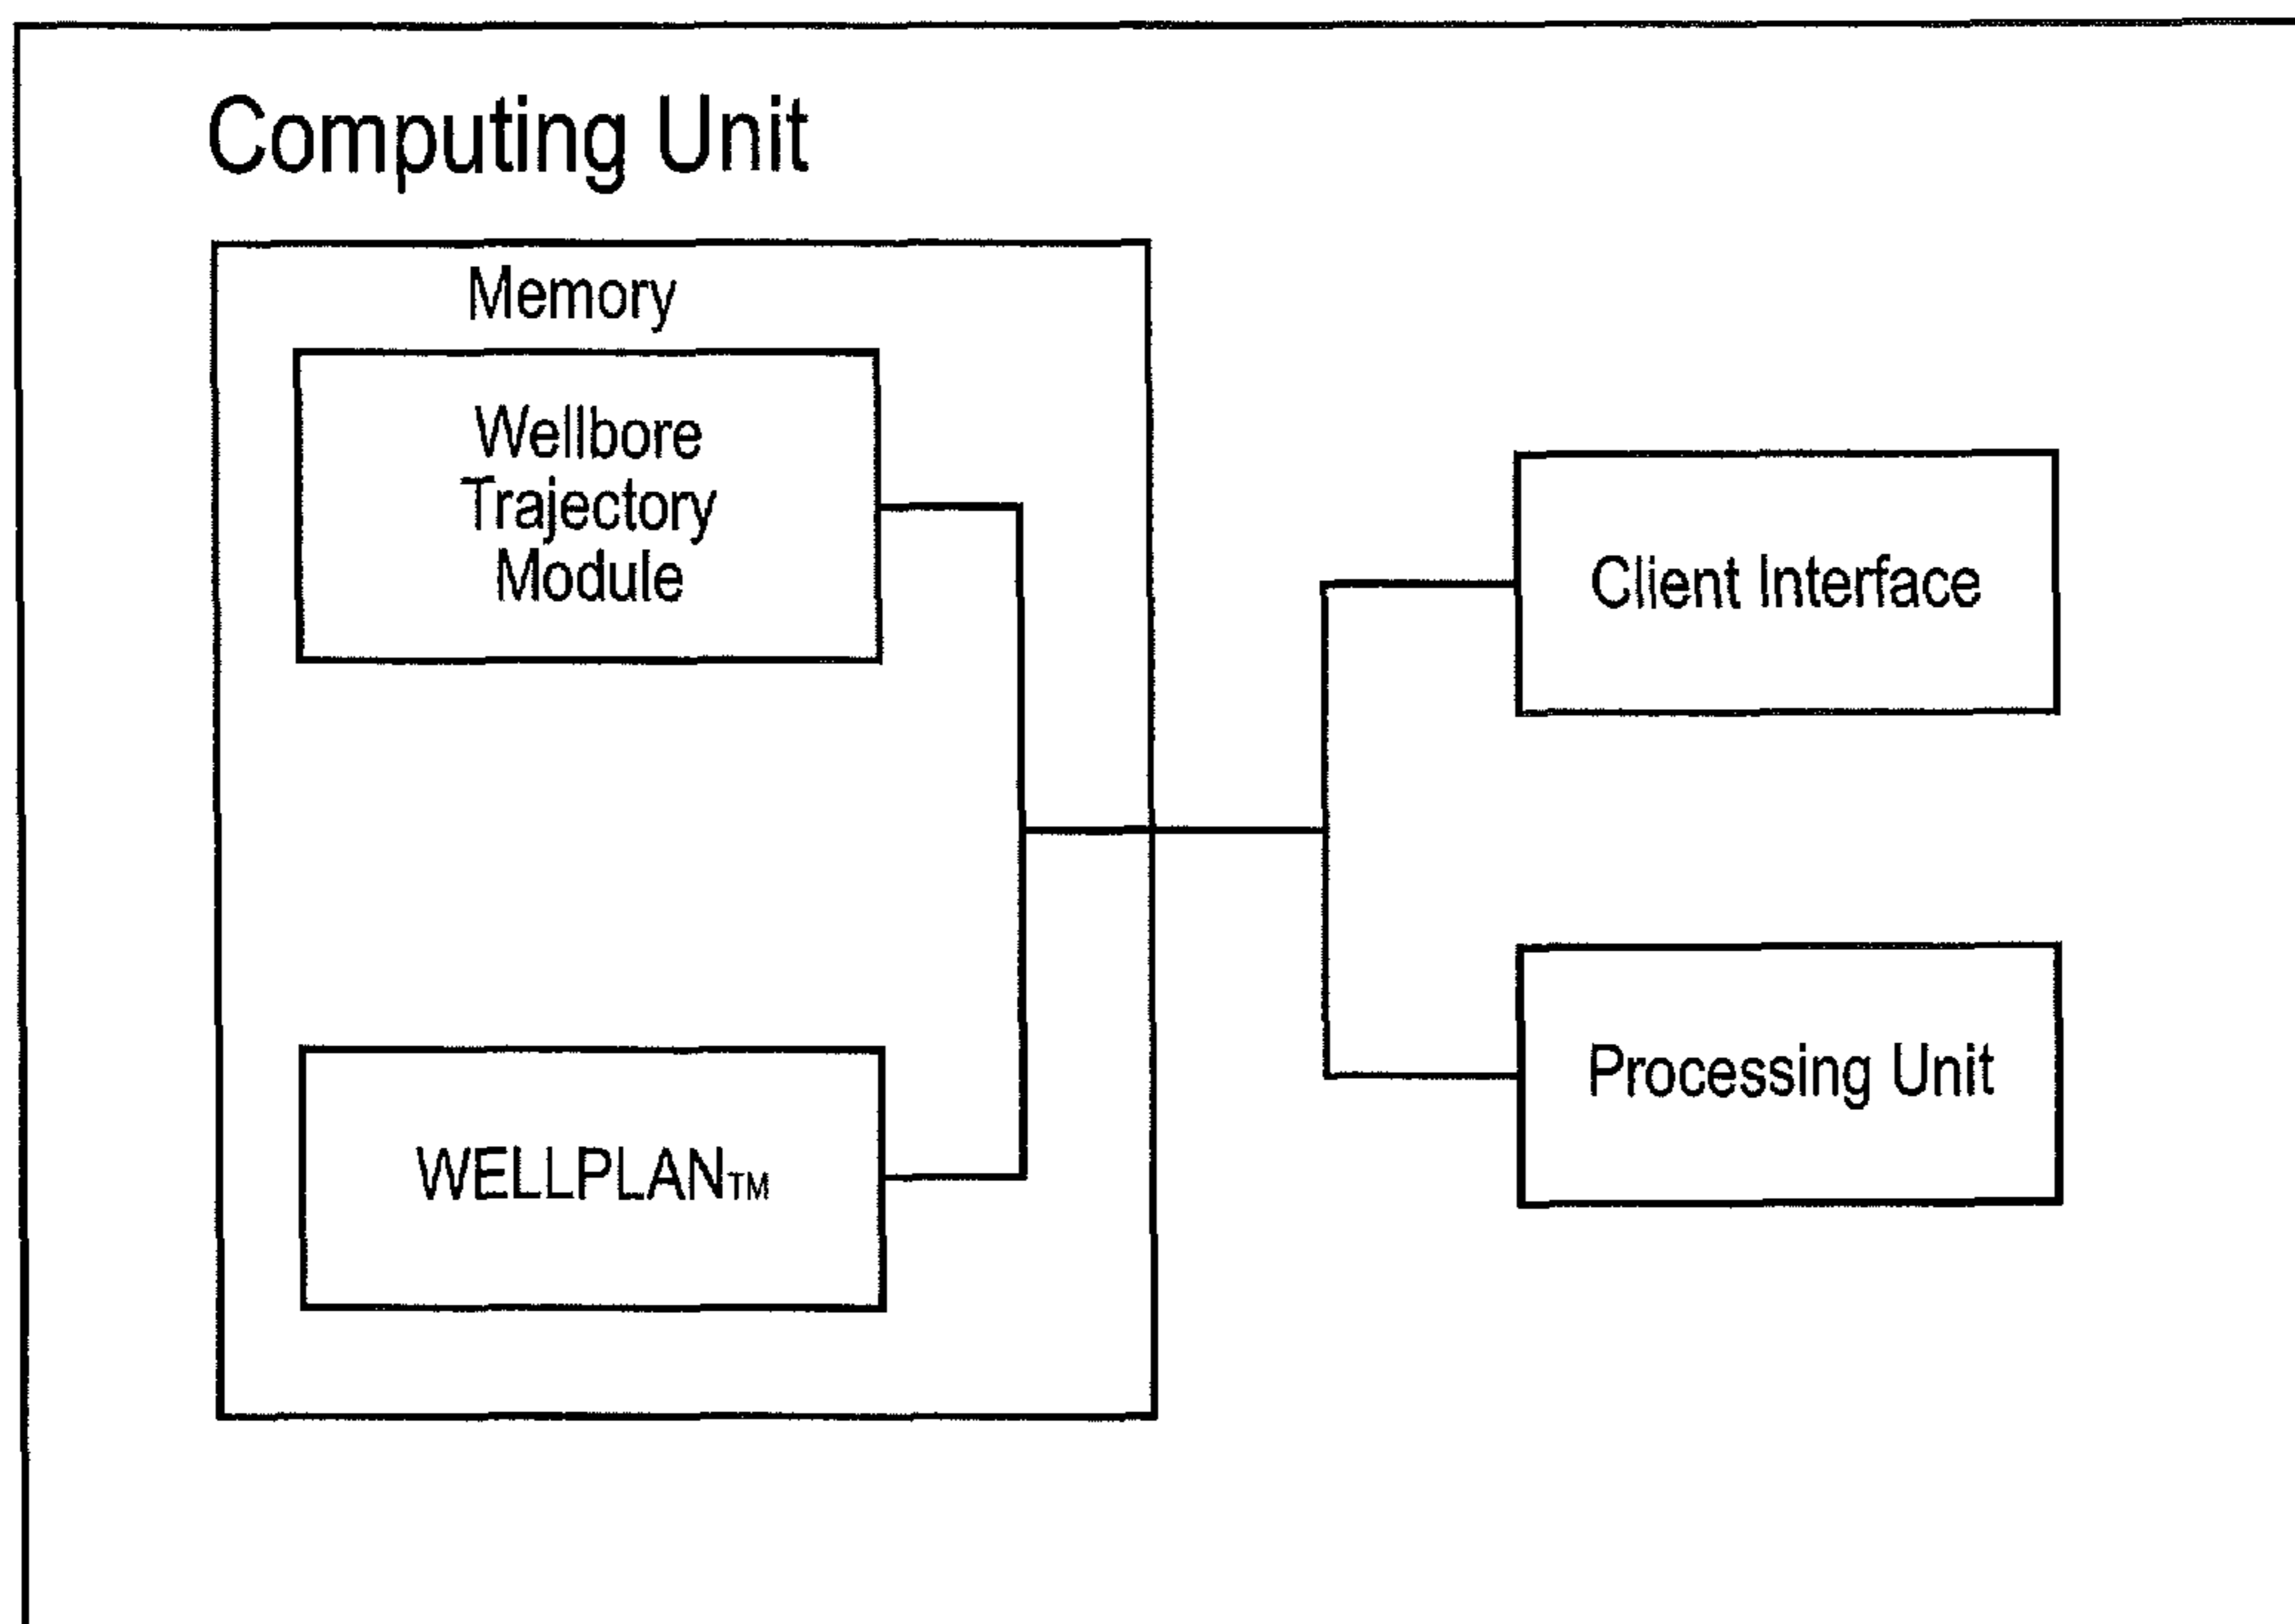 Computing Unit
Memory
Wellbore
Trajectory
Module
Client Interface
WELLPLAN™
Processing Unit